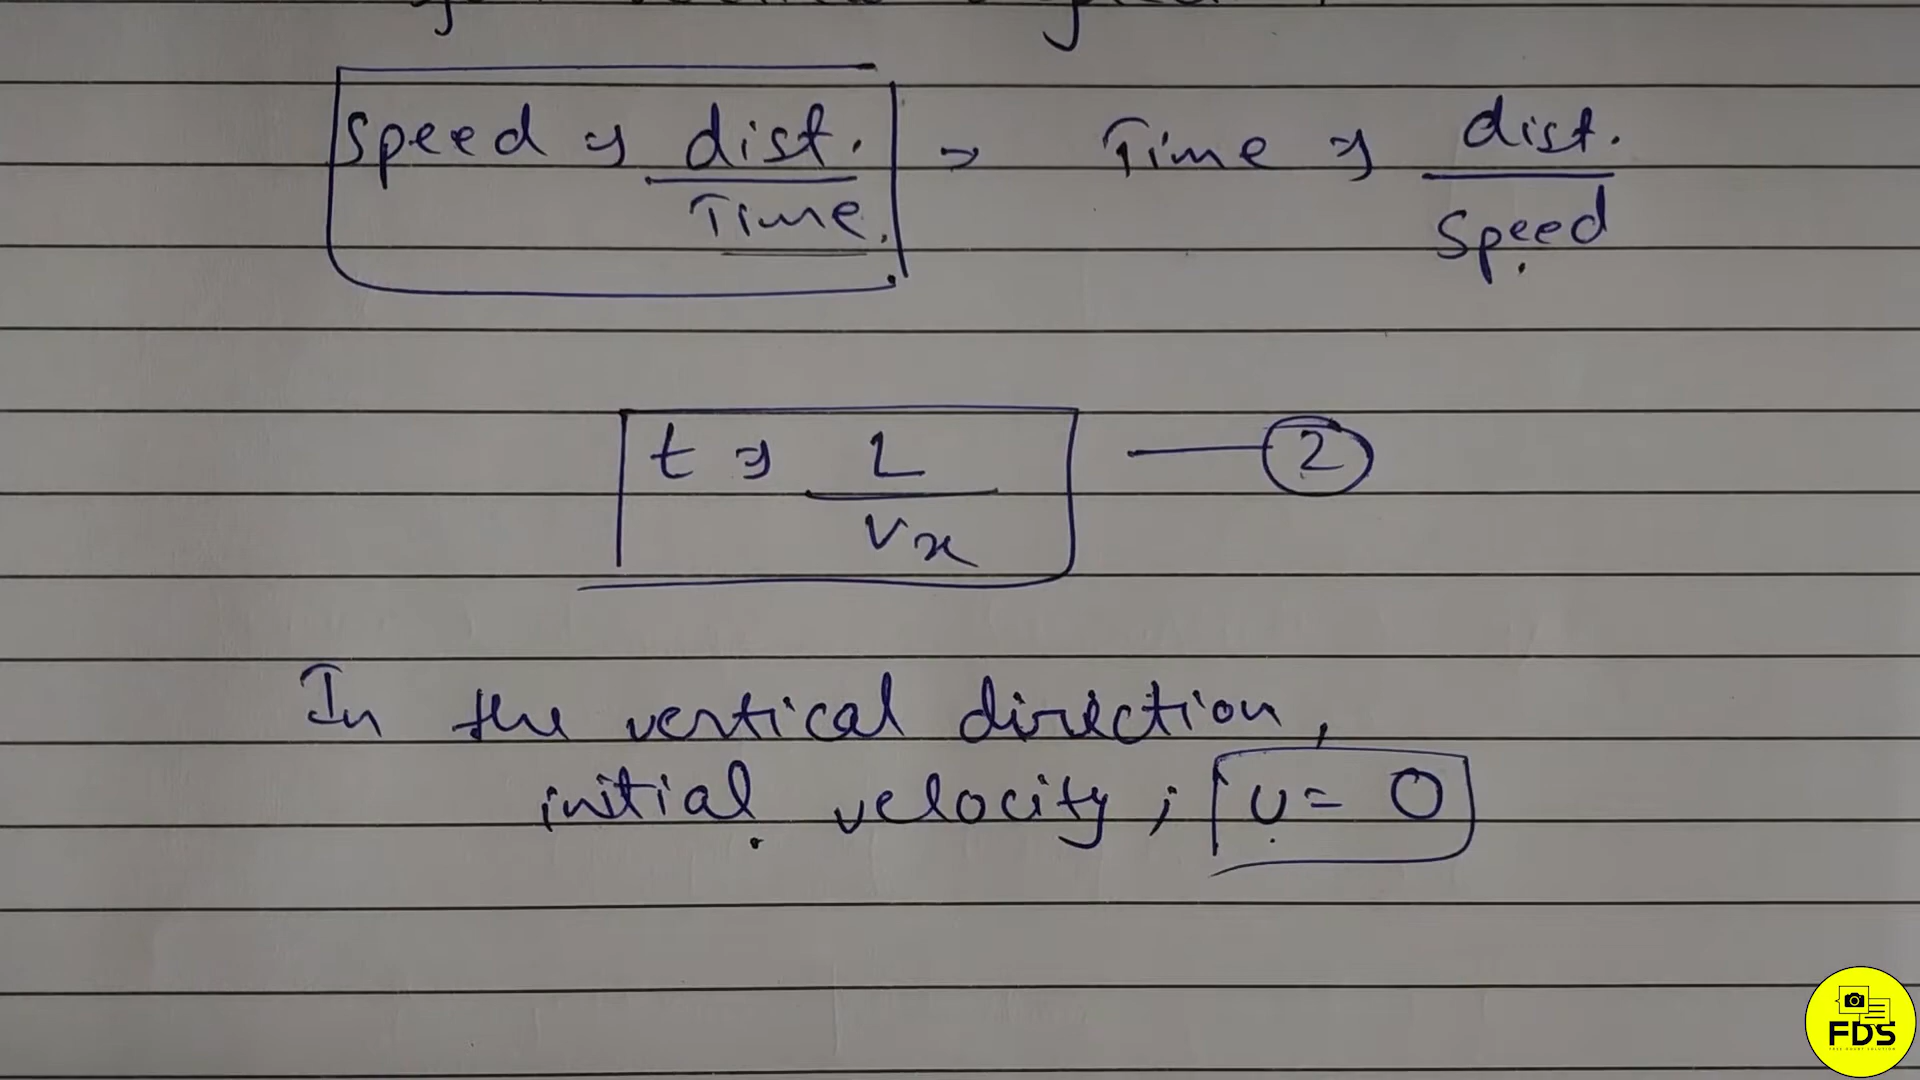 Speed ⇒ dist. / Time. ⇒ Time ⇒ dist. / Speed
t ⇒ L / vx — 2
In the vertical direction,
initial velocity; u = 0
FDS